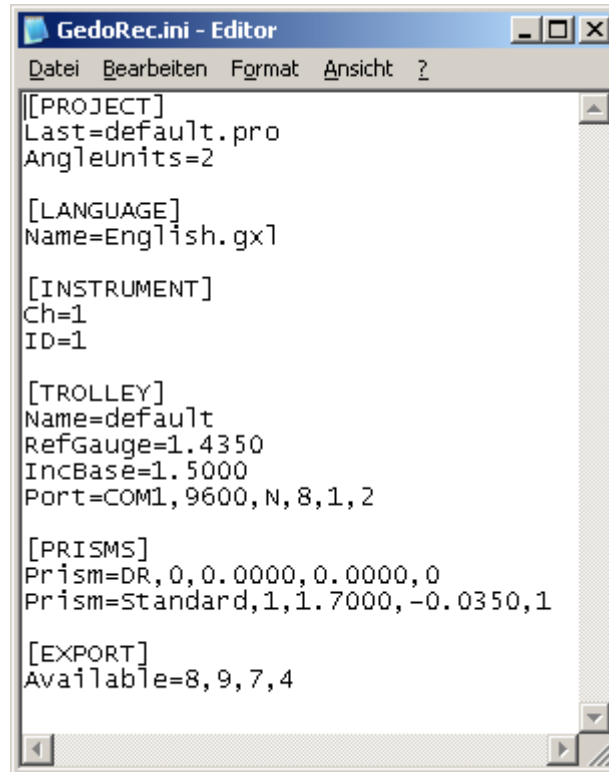 GedoRec.ini - Editor
Datei Bearbeiten Format Ansicht ?
[PROJECT]
Last=default.pro
AngleUnits=2
[LANGUAGE]
Name=English.gxl
[INSTRUMENT]
Ch=1
ID=1
[TROLLEY]
Name=default
RefGauge=1.4350
IncBase=1.5000
Port=COM1,9600,N,8,1,2
[PRISMS]
Prism=DR,0,0.0000,0.0000,0
Prism=Standard,1,1.7000,-0.0350,1
[EXPORT]
Available=8,9,7,4